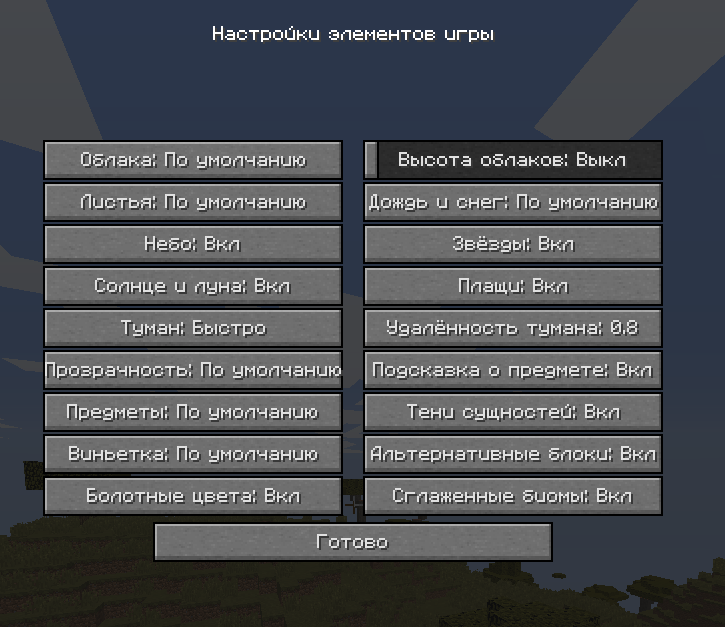 Настройки элементов игры
Облака: По умолчанию
Высота облаков: Выкл
Листья: По умолчанию
Дождь и снег: По умолчанию
Небо: Вкл
Звёзды: Вкл
Солнце и луна: Вкл
Плащи: Вкл
Туман: Быстро
Удалённость тумана: 0.8
Прозрачность: По умолчанию
Подсказка о предмете: Вкл
Предметы: По умолчанию
Тени сущностей: Вкл
Виньетка: По умолчанию
Альтернативные блоки: Вкл
Болотные цвета: Вкл
Сглаженные биомы: Вкл
Готово